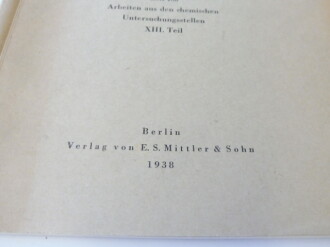 Arbeiten aus den chemischen
Untersuchungsstellen
XIII. Teil
Berlin
Verlag von E. S. Mittler & Sohn
1938